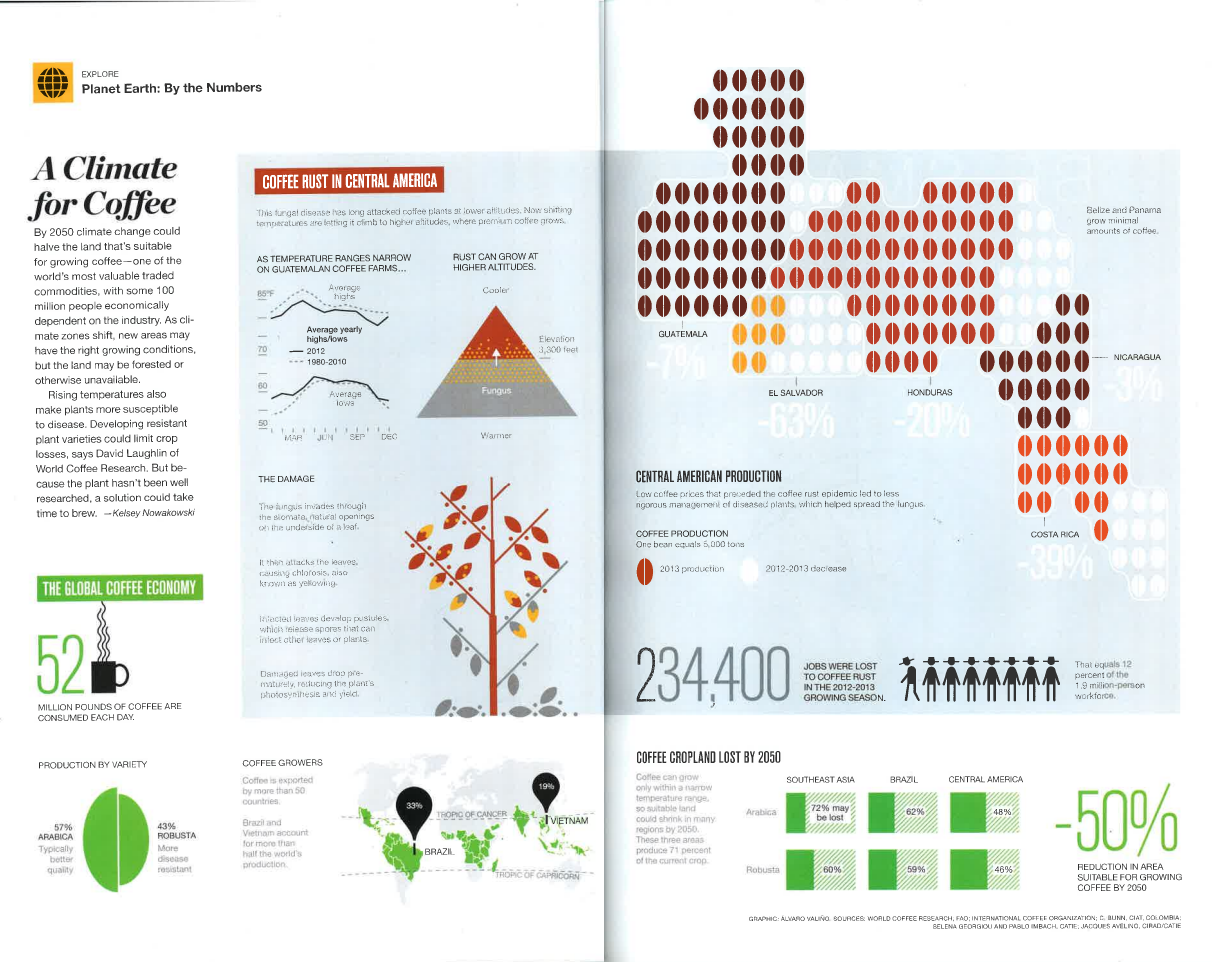 EXPLORE
Planet Earth: By the Numbers
A Climate
for Coffee
By 2050 climate change could
halve the land that's suitable
for growing coffee—one of the
world's most valuable traded
commodities, with some 100
million people economically
dependent on the industry. As cli-
mate zones shift, new areas may
have the right growing conditions,
but the land may be forested or
otherwise unavailable.
Rising temperatures also
make plants more susceptible
to disease. Developing resistant
plant varieties could limit crop
losses, says David Laughlin of
World Coffee Research. But be-
cause the plant hasn't been well
researched, a solution could take
time to brew. —Kelsey Nowakowski
THE GLOBAL COFFEE ECONOMY
52
MILLION POUNDS OF COFFEE ARE
CONSUMED EACH DAY.
PRODUCTION BY VARIETY
57%
ARABICA
Typically
better
quality
43%
ROBUSTA
More
disease
resistant
COFFEE RUST IN CENTRAL AMERICA
This fungal disease has long attacked coffee plants at lower altitudes. Now shifting
temperatures are letting it climb to higher altitudes, where premium coffee grows.
AS TEMPERATURE RANGES NARROW
ON GUATEMALAN COFFEE FARMS...
85°F
70
60
50
Average
highs
Average yearly
highs/lows
2012
1980-2010
Average
lows
MAR JUN SEP DEC
RUST CAN GROW AT
HIGHER ALTITUDES.
Cooler
Elevation
3,300 feet
Fungus
Warmer
THE DAMAGE
The fungus invades through
the stomata, natural openings
on the underside of a leaf.
It then attacks the leaves,
causing chlorosis, also
known as yellowing.
Infected leaves develop pustules,
which release spores that can
infect other leaves or plants.
Damaged leaves drop pre-
maturely, reducing the plant's
photosynthesis and yield.
COFFEE GROWERS
Coffee is exported
by more than 50
countries.
Brazil and
Vietnam account
for more than
half the world's
production.
33%
19%
TROPIC OF CANCER
VIETNAM
BRAZIL
TROPIC OF CAPRICORN
Belize and Panama
grow minimal
amounts of coffee.
GUATEMALA
-7%
EL SALVADOR
-63%
HONDURAS
-20%
NICARAGUA
-3%
COSTA RICA
-39%
CENTRAL AMERICAN PRODUCTION
Low coffee prices that preceded the coffee rust epidemic led to less
rigorous management of diseased plants, which helped spread the fungus.
COFFEE PRODUCTION
One bean equals 5,000 tons
2013 production
2012-2013 decrease
234,400
JOBS WERE LOST
TO COFFEE RUST
IN THE 2012-2013
GROWING SEASON.
That equals 12
percent of the
1.9 million-person
workforce.
COFFEE CROPLAND LOST BY 2050
Coffee can grow
only within a narrow
temperature range,
so suitable land
could shrink in many
regions by 2050.
These three areas
produce 71 percent
of the current crop.
SOUTHEAST ASIA BRAZIL CENTRAL AMERICA
Arabica 72% may be lost 62% 48%
Robusta 60% 59% 46%
-50%
REDUCTION IN AREA
SUITABLE FOR GROWING
COFFEE BY 2050
GRAPHIC: ÁLVARO VALIÑO. SOURCES: WORLD COFFEE RESEARCH, FAO; INTERNATIONAL COFFEE ORGANIZATION; C. BUNN, CIAT, COLOMBIA;
SELENA GEORGIOU AND PABLO IMBACH, CATIE; JACQUES AVELINO, CIRAD/CATIE